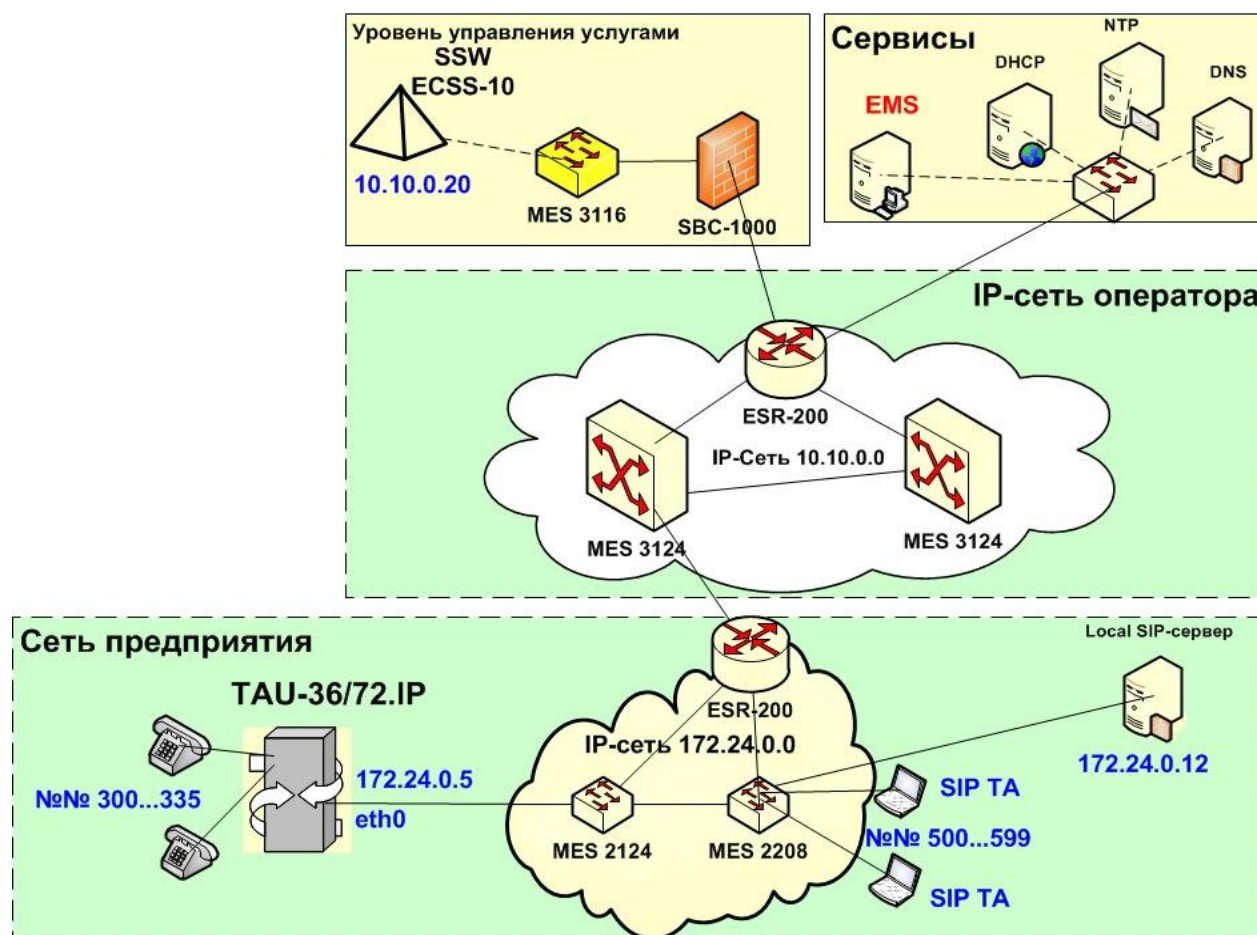 Уровень управления услугами
SSW
ECSS-10
10.10.0.20
MES 3116
SBC-1000
Сервисы
NTP
DHCP
DNS
EMS
IP-сеть оператора
ESR-200
IP-Сеть 10.10.0.0
MES 3124
MES 3124
Сеть предприятия
Local SIP-сервер
TAU-36/72.IP
ESR-200
IP-сеть 172.24.0.0
172.24.0.12
№№ 300...335
172.24.0.5
eth0
SIP TA
MES 2124
MES 2208
№№ 500...599
SIP TA